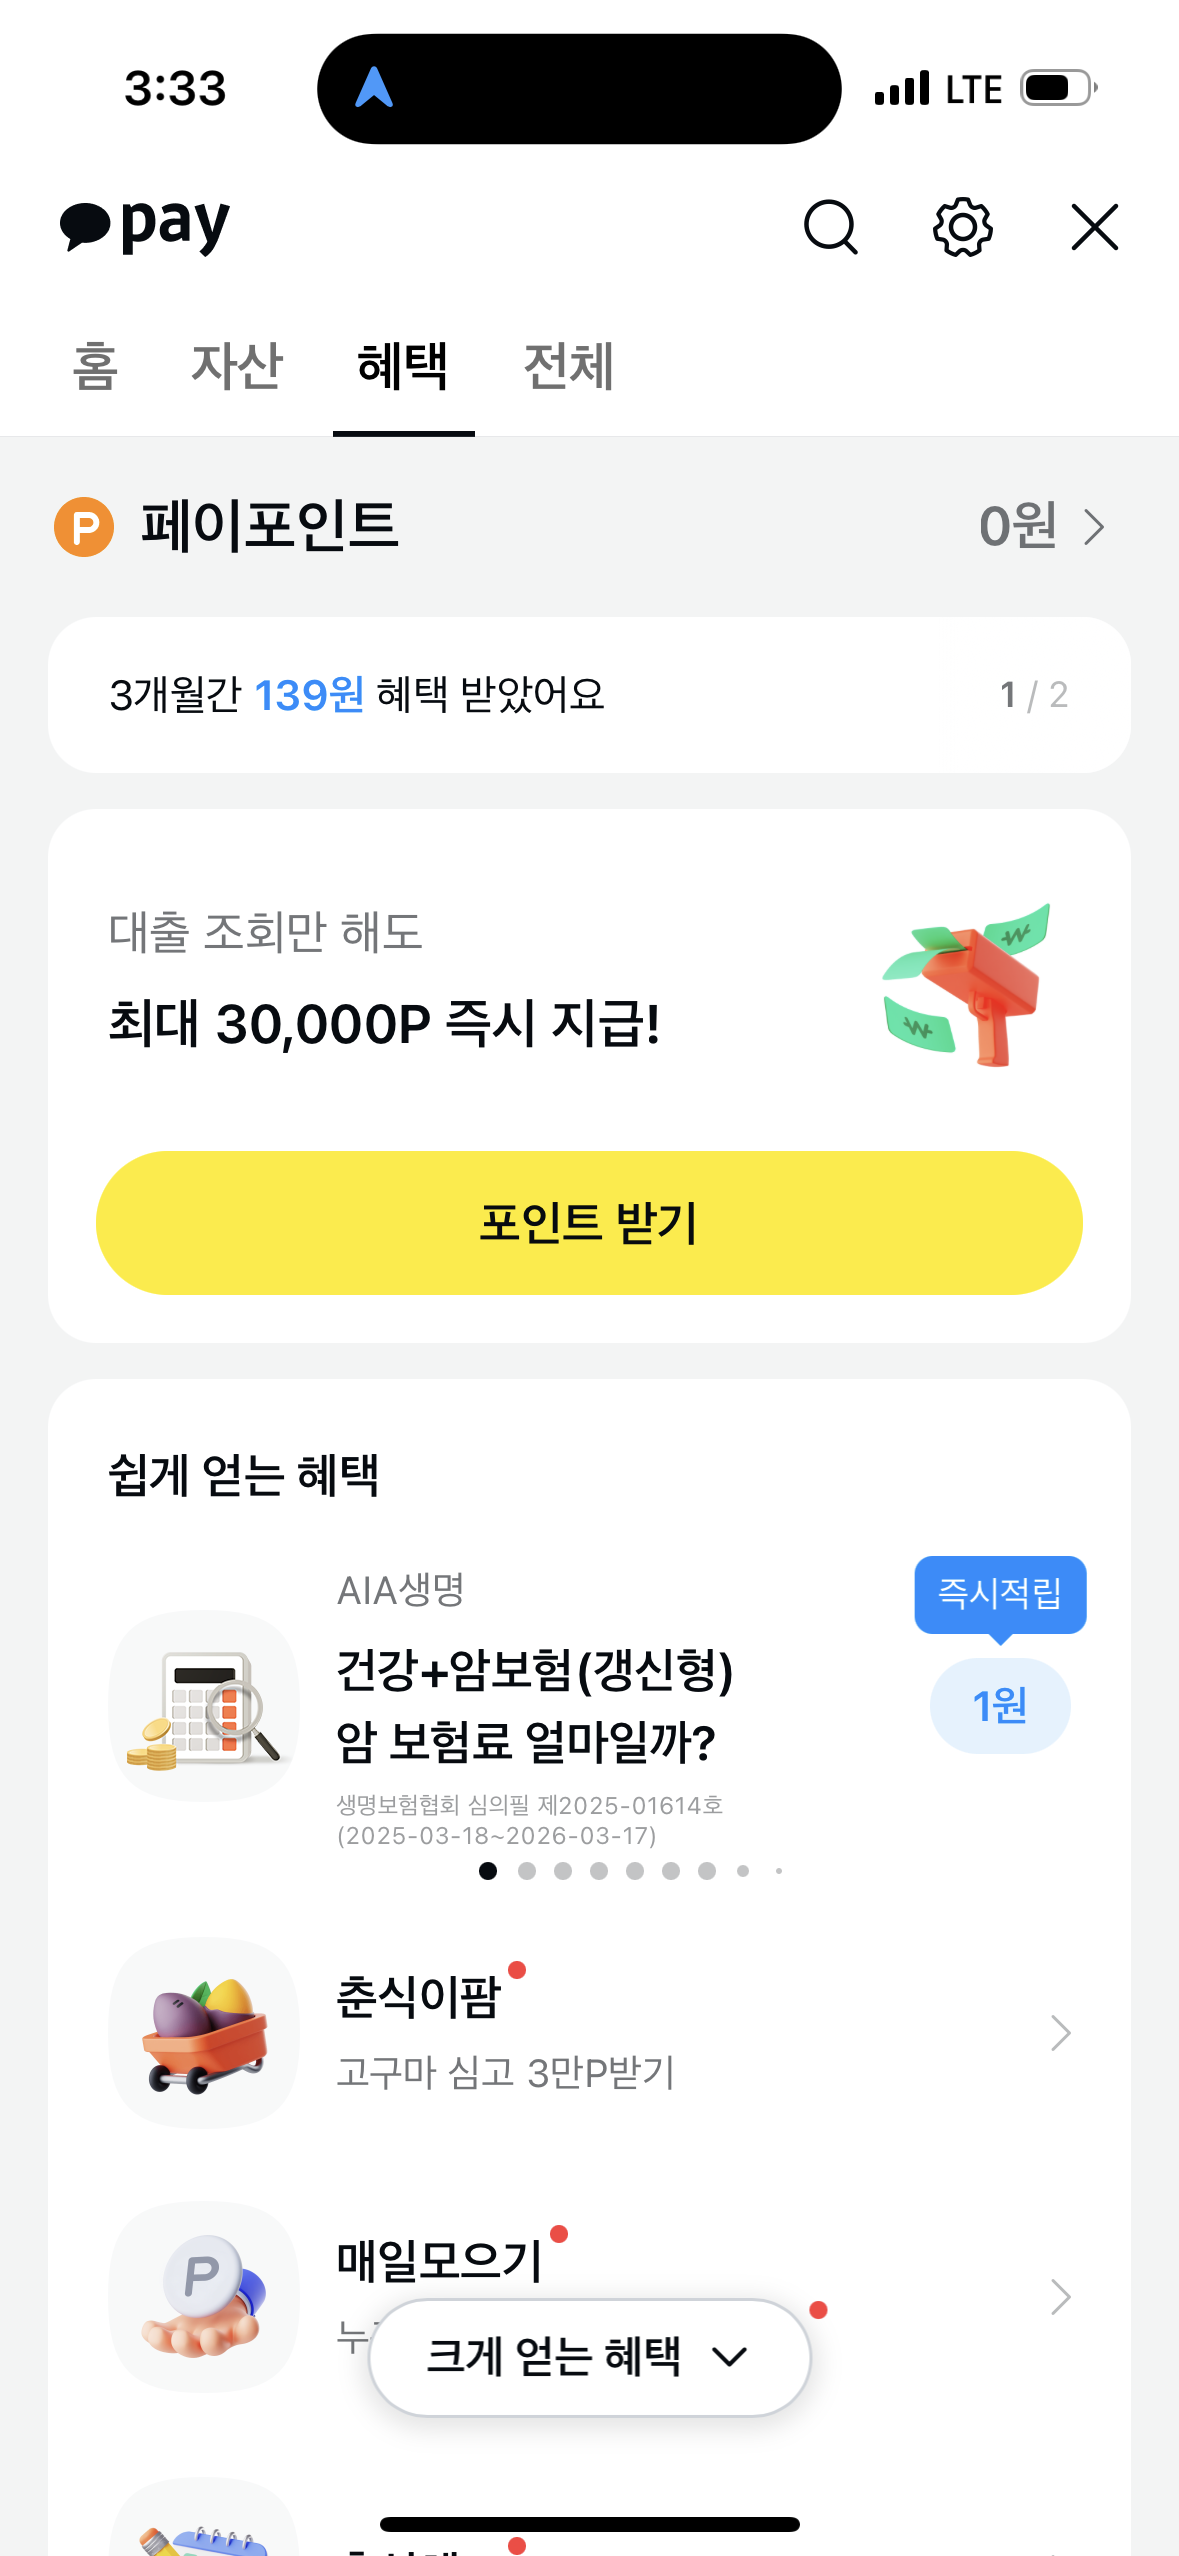 3:33
LTE
pay
홈 자산 혜택 전체
P 페이포인트 0원
3개월간 139원 혜택 받았어요 1 / 2
대출 조회만 해도
최대 30,000P 즉시 지급!
포인트 받기
쉽게 얻는 혜택
AIA생명
즉시적립
건강+암보험(갱신형)
1원
암 보험료 얼마일까?
생명보험협회 심의필 제2025-01614호
(2025-03-18~2026-03-17)
춘식이팜
고구마 심고 3만P받기
매일모으기
크게 얻는 혜택